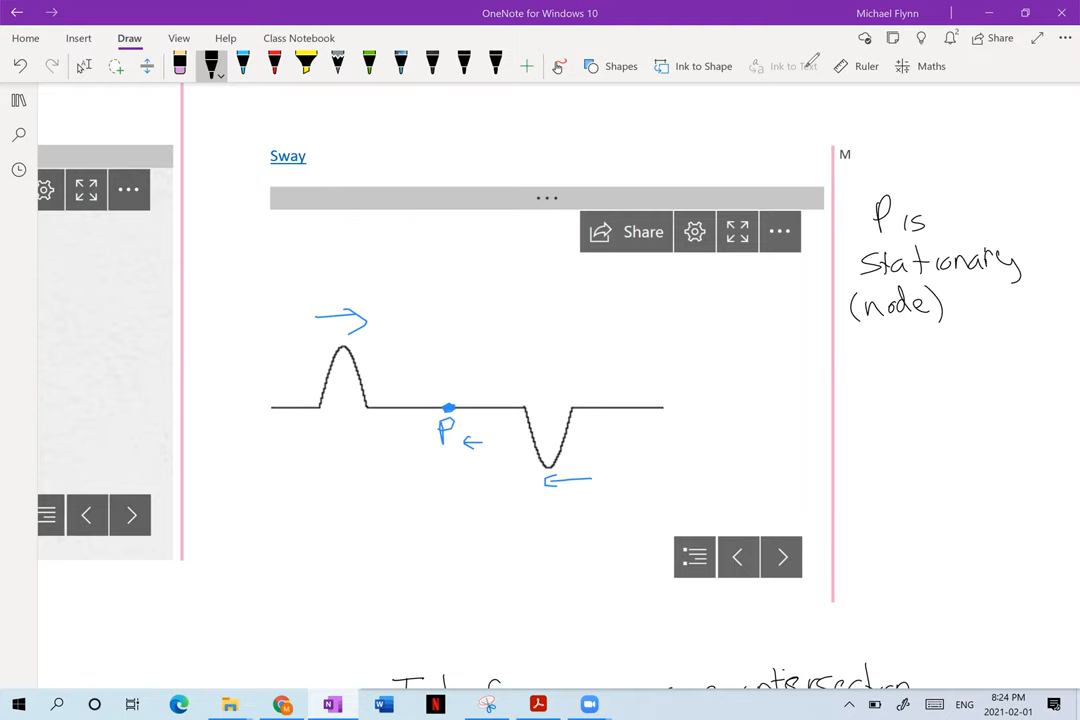 OneNote for Windows 10
Michael Flynn
Home Insert Draw View Help Class Notebook
Share
Shapes Ink to Shape Ink to Text Ruler Maths
Sway
M
Share
P is
stationary
(node)
P
intersection
ENG
8:24 PM
2021-02-01